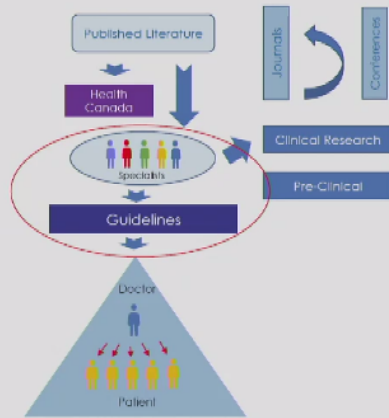 Published Literature
Journals
Conferences
Health
Canada
Clinical Research
Specialists
Pre-Clinical
Guidelines
Doctor
Patient